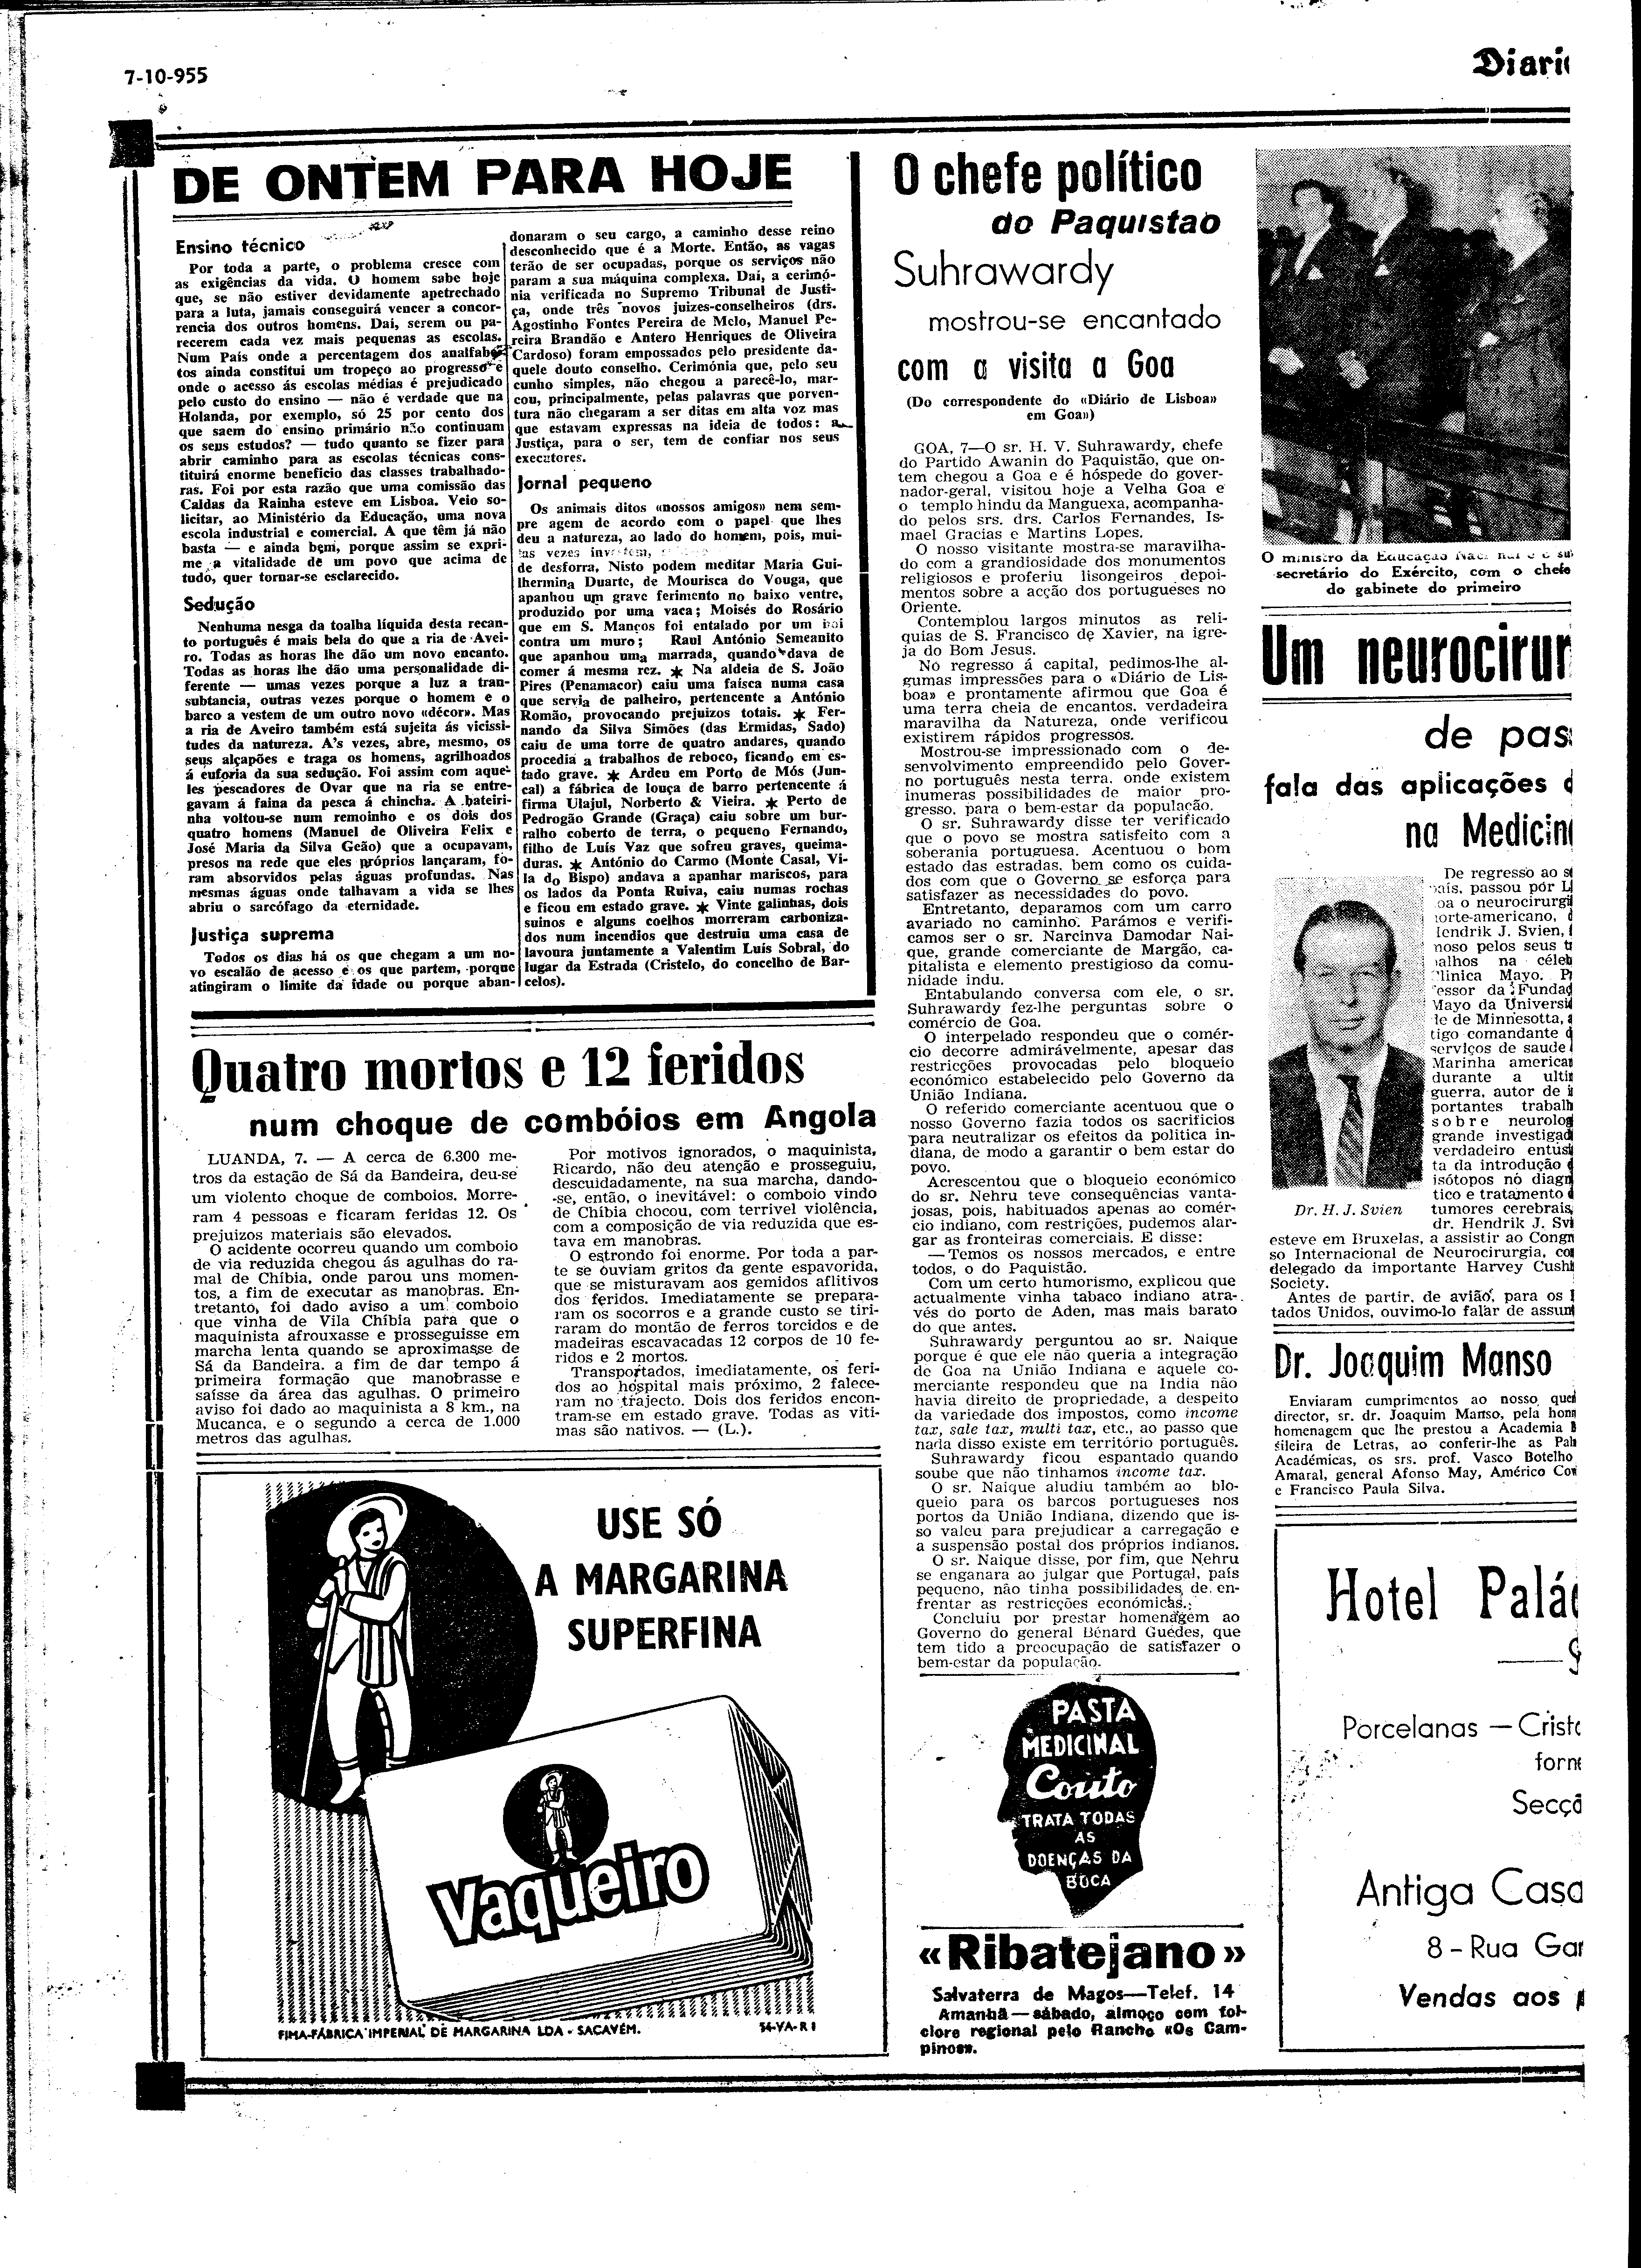 7-10-955
Diari
DE ONTEM PARA HOJE
Ensino técnico
Por toda a parte, o problema cresce com
as exigências da vida. O homem sabe hoje
que, se não estiver devidamente apetrechado
para a luta, jamais conseguirá vencer a concor-
rencia dos outros homens. Daí, serem ou pa-
recerem cada vez mais pequenas as escolas.
Num País onde a percentagem dos analfabe-
tos ainda constitui um tropeço ao progresso e
onde o acesso ás escolas médias é prejudicado
pelo custo do ensino — não é verdade que na
Holanda, por exemplo, só 25 por cento dos
que saem do ensino primário não continuam
os seus estudos? — tudo quanto se fizer para
abrir caminho para as escolas técnicas cons-
tituirá enorme beneficio das classes trabalhado-
ras. Foi por esta razão que uma comissão das
Caldas da Rainha esteve em Lisboa. Veio so-
licitar, ao Ministério da Educação, uma nova
escola industrial e comercial. A que têm já não
basta — e ainda bem, porque assim se expri-
me a vitalidade de um povo que acima de
tudo, quer tornar-se esclarecido.
Sedução
Nenhuma nesga da toalha líquida desta recan-
to português é mais bela do que a ria de Avei-
ro. Todas as horas lhe dão um novo encanto.
Todas as horas lhe dão uma personalidade di-
ferente — umas vezes porque a luz a tran-
substancia, outras vezes porque o homem e o
barco a vestem de um outro novo «décor». Mas
a ria de Aveiro também está sujeita ás vicissi-
tudes da natureza. A's vezes, abre, mesmo, os
seus alçapões e traga os homens, agrilhoados
á euforia da sua sedução. Foi assim com aque-
les pescadores de Ovar que na ria se entre-
gavam á faina da pesca á chincha. A bateiri-
nha voltou-se num remoinho e os dois dos
quatro homens (Manuel de Oliveira Felix e
José Maria da Silva Geão) que a ocupavam,
presos na rede que eles próprios lançaram, fo-
ram absorvidos pelas águas profundas. Nas
mesmas águas onde talhavam a vida se lhes
abriu o sarcófago da eternidade.
Justiça suprema
Todos os dias há os que chegam a um no-
vo escalão de acesso e os que partem, porque
atingiram o limite da idade ou porque aban-
donaram o seu cargo, a caminho desse reino
desconhecido que é a Morte. Então, as vagas
terão de ser ocupadas, porque os serviços não
param a sua máquina complexa. Daí, a cerimó-
nia verificada no Supremo Tribunal de Justi-
ça, onde três novos juizes-conselheiros (drs.
Agostinho Fontes Pereira de Melo, Manuel Pe-
reira Brandão e Antero Henriques de Oliveira
Cardoso) foram empossados pelo presidente da-
quele douto conselho. Cerimónia que, pelo seu
cunho simples, não chegou a parecê-lo, mar-
cou, principalmente, pelas palavras que porven-
tura não chegaram a ser ditas em alta voz mas
que estavam expressas na ideia de todos: a
Justiça, para o ser, tem de confiar nos seus
executores.
Jornal pequeno
Os animais ditos «nossos amigos» nem sem-
pre agem de acordo com o papel que lhes
deu a natureza, ao lado do homem, pois, mui-
tas vezes investem,
de desforra. Nisto podem meditar Maria Gui-
lhermina Duarte, de Mourisca do Vouga, que
apanhou um grave ferimento no baixo ventre,
produzido por uma vaca; Moisés do Rosário
que em S. Manços foi entalado por um boi
contra um muro; Raul António Semeanito
que apanhou uma marrada, quando dava de
comer á mesma rez. ★ Na aldeia de S. João
Pires (Penamacor) caiu uma faísca numa casa
que servia de palheiro, pertencente a António
Romão, provocando prejuizos totais. ★ Fer-
nando da Silva Simões (das Ermidas, Sado)
caiu de uma torre de quatro andares, quando
procedia a trabalhos de reboco, ficando em es-
tado grave. ★ Ardeu em Porto de Mós (Jun-
cal) a fábrica de louça de barro pertencente á
firma Ulajul, Norberto & Vieira. ★ Perto de
Pedrogão Grande (Graça) caiu sobre um bur-
ralho coberto de terra, o pequeno Fernando,
filho de Luís Vaz que sofreu graves, queima-
duras. ★ António do Carmo (Monte Casal, Vi-
la do Bispo) andava a apanhar mariscos, para
os lados da Ponta Ruiva, caiu numas rochas
e ficou em estado grave. ★ Vinte galinhas, dois
suinos e alguns coelhos morreram carboniza-
dos num incendios que destruiu uma casa de
lavoura juntamente a Valentim Luís Sobral, do
lugar da Estrada (Cristelo, do concelho de Bar-
celos).
Quatro mortos e 12 feridos
num choque de combóios em Angola
LUANDA, 7. — A cerca de 6.300 me-
tros da estação de Sá da Bandeira, deu-se
um violento choque de comboios. Morre-
ram 4 pessoas e ficaram feridas 12. Os
prejuizos materiais são elevados.
O acidente ocorreu quando um comboio
de via reduzida chegou ás agulhas do ra-
mal de Chíbia, onde parou uns momen-
tos, a fim de executar as manobras. En-
tretanto, foi dado aviso a um comboio
que vinha de Vila Chíbia para que o
maquinista afrouxasse e prosseguisse em
marcha lenta quando se aproximasse de
Sá da Bandeira, a fim de dar tempo á
primeira formação que manobrasse e
saísse da área das agulhas. O primeiro
aviso foi dado ao maquinista a 8 km., na
Mucanca, e o segundo a cerca de 1.000
metros das agulhas.
Por motivos ignorados, o maquinista,
Ricardo, não deu atenção e prosseguiu,
descuidadamente, na sua marcha, dando-
-se, então, o inevitável: o comboio vindo
de Chíbia chocou, com terrivel violência,
com a composição de via reduzida que es-
tava em manobras.
O estrondo foi enorme. Por toda a par-
te se ouviam gritos da gente espavorida,
que se misturavam aos gemidos aflitivos
dos feridos. Imediatamente se prepara-
ram os socorros e a grande custo se tiri-
raram do montão de ferros torcidos e de
madeiras escavacadas 12 corpos de 10 fe-
ridos e 2 mortos.
Transportados, imediatamente, os feri-
dos ao hospital mais próximo, 2 falece-
ram no trajecto. Dois dos feridos encon-
tram-se em estado grave. Todas as viti-
mas são nativos. — (L.).
USE SÓ
A MARGARINA
SUPERFINA
Vaqueiro
FIMA-FÁBRICA IMPERIAL DE MARGARINA LDA - SACAVÉM.
54-VA-R1
O chefe político
do Paquistao
Suhrawardy
mostrou-se encantado
com a visita a Goa
(Do correspondente do «Diário de Lisboa»
em Goa»)
GOA, 7—O sr. H. V. Suhrawardy, chefe
do Partido Awanin do Paquistão, que on-
tem chegou a Goa e é hóspede do gover-
nador-geral, visitou hoje a Velha Goa e
o templo hindu da Manguexa, acompanha-
do pelos srs. drs. Carlos Fernandes, Is-
mael Gracias e Martins Lopes.
O nosso visitante mostra-se maravilha-
do com a grandiosidade dos monumentos
religiosos e proferiu lisongeiros depoi-
mentos sobre a acção dos portugueses no
Oriente.
Contemplou largos minutos as reli-
quias de S. Francisco de Xavier, na igre-
ja do Bom Jesus.
No regresso á capital, pedimos-lhe al-
gumas impressões para o «Diário de Lis-
boa» e prontamente afirmou que Goa é
uma terra cheia de encantos, verdadeira
maravilha da Natureza, onde verificou
existirem rápidos progressos.
Mostrou-se impressionado com o de-
senvolvimento empreendido pelo Gover-
no português nesta terra, onde existem
inumeras possibilidades de maior pro-
gresso, para o bem-estar da população.
O sr. Suhrawardy disse ter verificado
que o povo se mostra satisfeito com a
soberania portuguesa. Acentuou o bom
estado das estradas, bem como os cuida-
dos com que o Governo se esforça para
satisfazer as necessidades do povo.
Entretanto, deparamos com um carro
avariado no caminho. Parámos e verifi-
camos ser o sr. Narcinva Damodar Nai-
que, grande comerciante de Margão, ca-
pitalista e elemento prestigioso da comu-
nidade indu.
Entabulando conversa com ele, o sr.
Suhrawardy fez-lhe perguntas sobre o
comércio de Goa.
O interpelado respondeu que o comér-
cio decorre admirávelmente, apesar das
restricções provocadas pelo bloqueio
económico estabelecido pelo Governo da
União Indiana.
O referido comerciante acentuou que o
nosso Governo fazia todos os sacrificios
para neutralizar os efeitos da politica in-
diana, de modo a garantir o bem estar do
povo.
Acrescentou que o bloqueio económico
do sr. Nehru teve consequências vanta-
josas, pois, habituados apenas ao comér-
cio indiano, com restrições, pudemos alar-
gar as fronteiras comerciais. E disse:
—Temos os nossos mercados, e entre
todos, o do Paquistão.
Com um certo humorismo, explicou que
actualmente vinha tabaco indiano atra-
vés do porto de Aden, mas mais barato
do que antes.
Suhrawardy perguntou ao sr. Naique
porque é que ele não queria a integração
de Goa na União Indiana e aquele co-
merciante respondeu que na India não
havia direito de propriedade, a despeito
da variedade dos impostos, como income
tax, sale tax, multi tax, etc., ao passo que
nada disso existe em território português.
Suhrawardy ficou espantado quando
soube que não tinhamos income tax.
O sr. Naique aludiu também ao blo-
queio para os barcos portugueses nos
portos da União Indiana, dizendo que is-
so valeu para prejudicar a carregação e
a suspensão postal dos próprios indianos.
O sr. Naique disse, por fim, que Nehru
se enganara ao julgar que Portugal, país
pequeno, não tinha possibilidades de en-
frentar as restricções económicas.
Concluiu por prestar homenagem ao
Governo do general Bénard Guedes, que
tem tido a preocupação de satisfazer o
bem-estar da população.
PASTA
MEDICINAL
Couto
TRATA TODAS
AS
DOENÇAS DA
BOCA
«Ribatejano»
Salvaterra de Magos—Telef. 14
Amanhã—sábado, almoço com fol-
clore regional pelo Rancho «Os Cam-
pinos».
O ministro da Educação e o su
secretário do Exército, com o chefe
do gabinete do primeiro
Um neurocirur
de pas
fala das aplicações d
na Medicin
De regresso ao s
país, passou por L
oa o neurocirurgi
norte-americano, d
Hendrik J. Svien, f
moso pelos seus t
alhos na céleb
Clinica Mayo. P
essor da Fundaç
Mayo da Universi
de de Minnesotta, a
tigo comandante d
serviços de saude
Marinha american
durante a ulti
guerra, autor de i
portantes trabalh
sobre neurolog
grande investigad
verdadeiro entus
ta da introdução d
isótopos no diagn
tico e tratamento d
tumores cerebrais,
dr. Hendrik J. Svi
Dr. H. J. Svien
esteve em Bruxelas, a assistir ao Congr
so Internacional de Neurocirurgia, co
delegado da importante Harvey Cushi
Society.
Antes de partir, de avião, para os E
tados Unidos, ouvimo-lo falar de assunt
Dr. Joaquim Manso
Enviaram cumprimentos ao nosso quer
director, sr. dr. Joaquim Manso, pela hon
homenagem que lhe prestou a Academia B
sileira de Letras, ao conferir-lhe as Pal
Académicas, os srs. prof. Vasco Botelho
Amaral, general Afonso May, Américo Cor
e Francisco Paula Silva.
Hotel Palác
Porcelanas — Crista
forne
Secçã
Antiga Casa
8 - Rua Gar
Vendas aos p